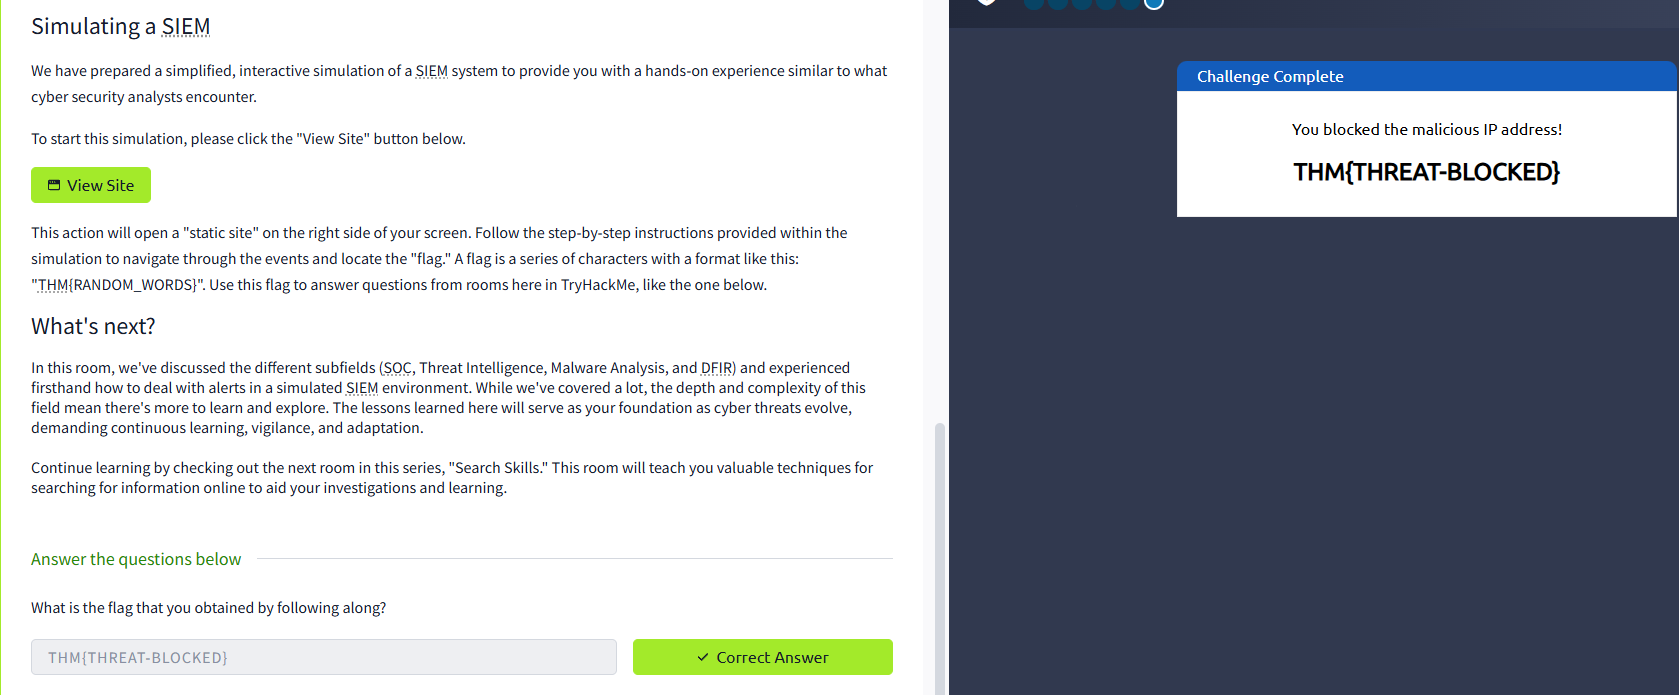 Simulating a SIEM
We have prepared a simplified, interactive simulation of a SIEM system to provide you with a hands-on experience similar to what
cyber security analysts encounter.
To start this simulation, please click the "View Site" button below.
View Site
This action will open a "static site" on the right side of your screen. Follow the step-by-step instructions provided within the
simulation to navigate through the events and locate the "flag." A flag is a series of characters with a format like this:
"THM{RANDOM_WORDS}". Use this flag to answer questions from rooms here in TryHackMe, like the one below.
What's next?
In this room, we've discussed the different subfields (SOC, Threat Intelligence, Malware Analysis, and DFIR) and experienced
firsthand how to deal with alerts in a simulated SIEM environment. While we've covered a lot, the depth and complexity of this
field mean there's more to learn and explore. The lessons learned here will serve as your foundation as cyber threats evolve,
demanding continuous learning, vigilance, and adaptation.
Continue learning by checking out the next room in this series, "Search Skills." This room will teach you valuable techniques for
searching for information online to aid your investigations and learning.
Answer the questions below
What is the flag that you obtained by following along?
THM{THREAT-BLOCKED}
Correct Answer
Challenge Complete
You blocked the malicious IP address!
THM{THREAT-BLOCKED}